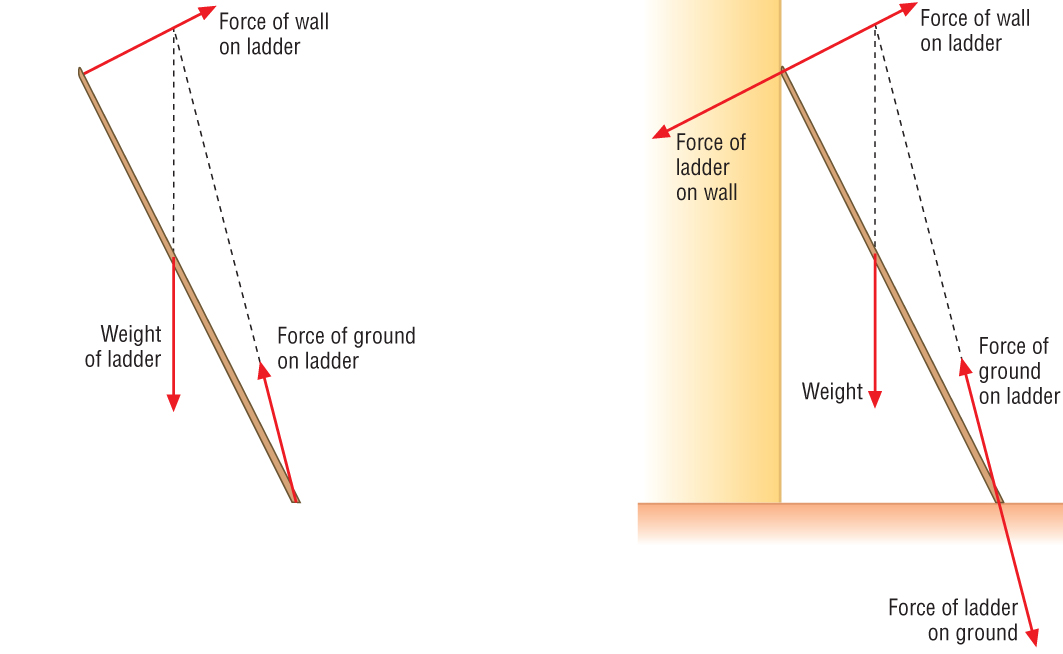 Force of wall
on ladder
Weight
of ladder
Force of ground
on ladder
Force of wall
on ladder
Force of
ladder
on wall
Weight
Force of
ground
on ladder
Force of ladder
on ground